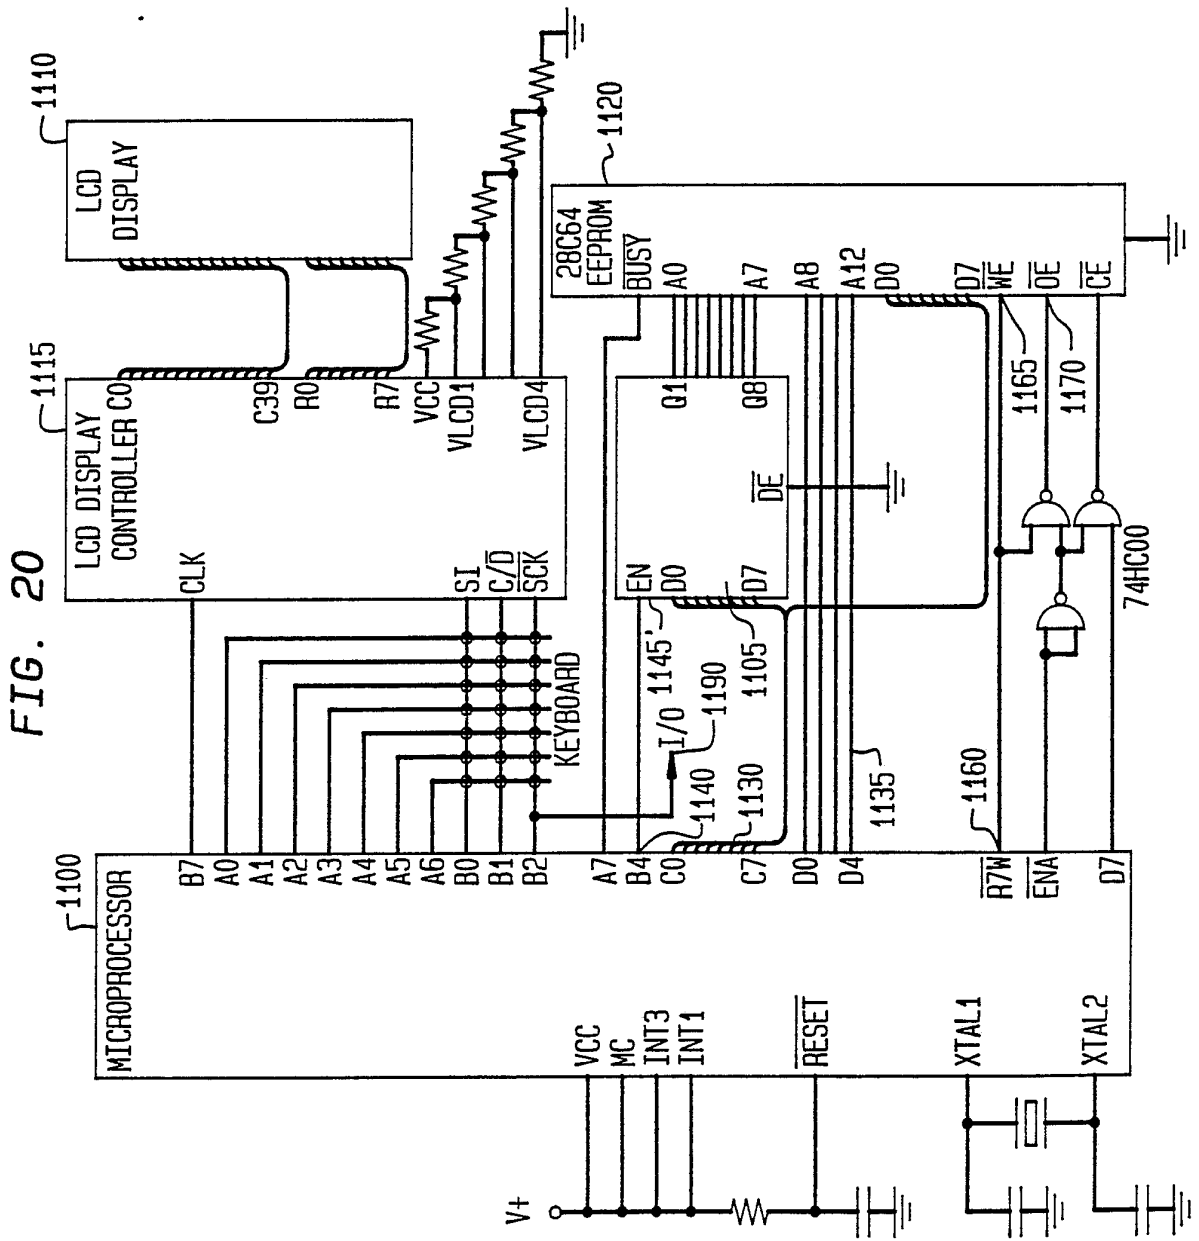 FIG. 20
1100
MICROPROCESSOR
B7
A0
A1
A2
A3
A4
A5
A6
B0
B1
B2
A7
B4
C0
C7
D0
D4
R7W
ENA
D7
VCC
MC
INT3
INT1
RESET
XTAL1
XTAL2
V+
1115
LCD DISPLAY
CONTROLLER
C0
C39
R0
R7
VCC
VLCD1
VLCD4
CLK
SI
C/D
SCK
KEYBOARD
1110
LCD
DISPLAY
I/O
1190
1140
1130
1135
1160
1145'
1105
EN
D0
D7
Q1
Q8
DE
1120
28C64
EEPROM
BUSY
A0
A7
A8
A12
D0
D7
WE
OE
CE
1165
1170
74HC00